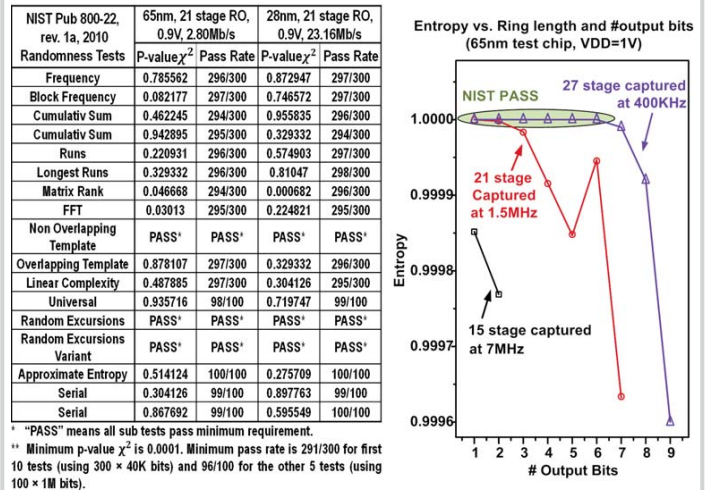 NIST Pub 800-22, rev. 1a, 2010 Randomness Tests | 65nm, 21 stage RO, 0.9V, 2.80Mb/s | 28nm, 21 stage RO, 0.9V, 23.16Mb/s
P-valueχ² | Pass Rate | P-valueχ² | Pass Rate
Frequency | 0.785562 | 296/300 | 0.872947 | 297/300
Block Frequency | 0.082177 | 297/300 | 0.746572 | 297/300
Cumulativ Sum | 0.462245 | 294/300 | 0.955835 | 296/300
Cumulativ Sum | 0.942895 | 295/300 | 0.329332 | 294/300
Runs | 0.220931 | 296/300 | 0.574903 | 297/300
Longest Runs | 0.329332 | 296/300 | 0.81047 | 298/300
Matrix Rank | 0.046668 | 294/300 | 0.000682 | 296/300
FFT | 0.03013 | 295/300 | 0.224821 | 295/300
Non Overlapping Template | PASS* | PASS* | PASS* | PASS*
Overlapping Template | 0.878107 | 297/300 | 0.329332 | 296/300
Linear Complexity | 0.487885 | 297/300 | 0.304126 | 295/300
Universal | 0.935716 | 98/100 | 0.719747 | 99/100
Random Excursions | PASS* | PASS* | PASS* | PASS*
Random Excursions Variant | PASS* | PASS* | PASS* | PASS*
Approximate Entropy | 0.514124 | 100/100 | 0.275709 | 100/100
Serial | 0.304126 | 99/100 | 0.897763 | 99/100
Serial | 0.867692 | 99/100 | 0.595549 | 100/100
* "PASS" means all sub tests pass minimum requirement.
** Minimum p-value χ² is 0.0001. Minimum pass rate is 291/300 for first
10 tests (using 300 × 40K bits) and 96/100 for the other 5 tests (using
100 × 1M bits).
Entropy vs. Ring length and #output bits
(65nm test chip, VDD=1V)
NIST PASS
27 stage captured
at 400KHz
21 stage
Captured
at 1.5MHz
15 stage captured
at 7MHz
Entropy
1.0000
0.9999
0.9998
0.9997
0.9996
1 2 3 4 5 6 7 8 9
# Output Bits